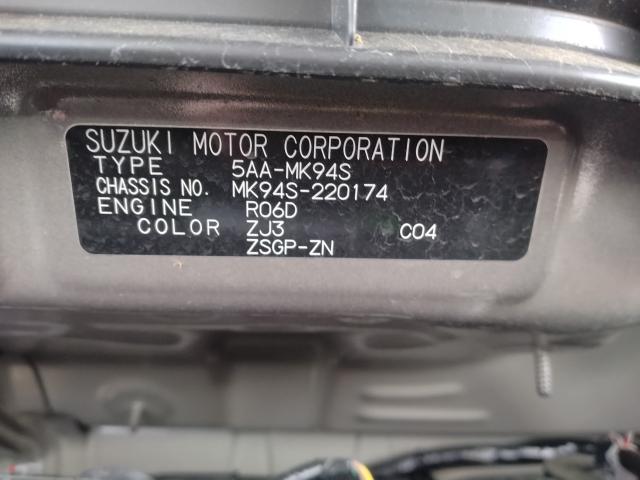 SUZUKI MOTOR CORPORATION
TYPE 5AA-MK94S
CHASSIS NO. MK94S-220174
ENGINE R06D
COLOR ZJ3 C04
ZSGP-ZN